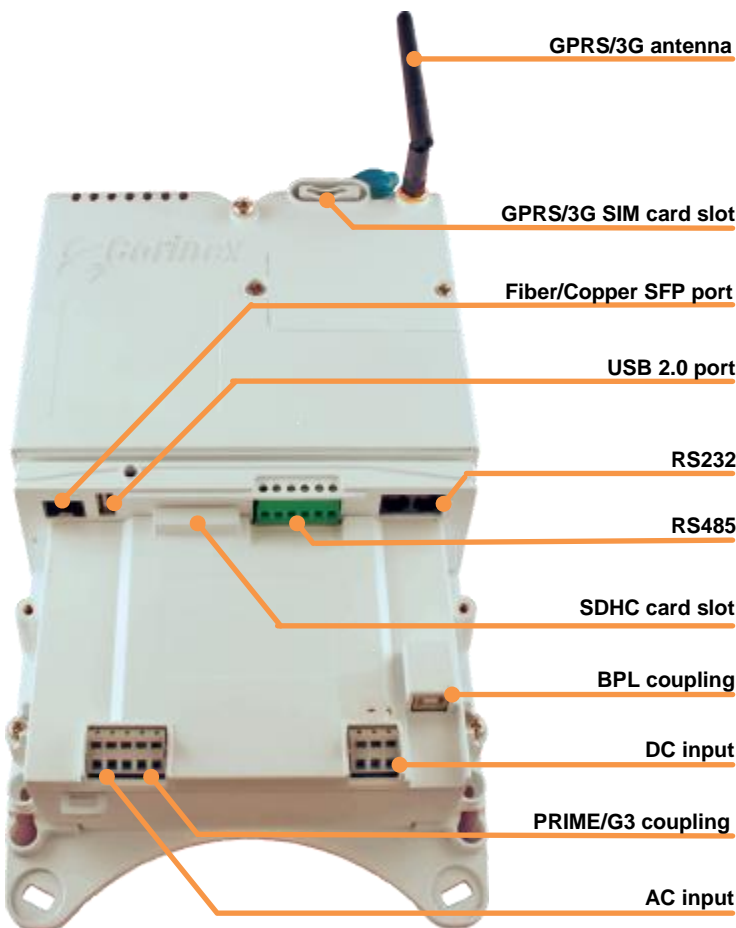 GPRS/3G antenna
GPRS/3G SIM card slot
Corinex
Fiber/Copper SFP port
USB 2.0 port
RS232
RS485
SDHC card slot
BPL coupling
DC input
PRIME/G3 coupling
AC input